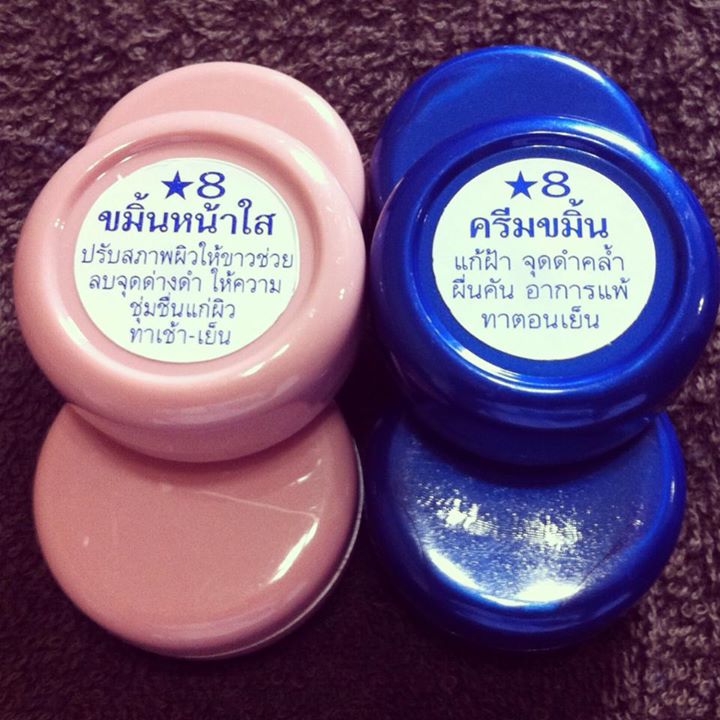 ★8
ขมิ้นหน้าใส
ปรับสภาพผิวให้ขาวช่วย
ลบจุดด่างดำ ให้ความ
ชุ่มชื่นแก่ผิว
ทาเช้า-เย็น
★8
ครีมขมิ้น
แก้ฝ้า จุดดำคล้ำ
ผื่นคัน อาการแพ้
ทาตอนเย็น